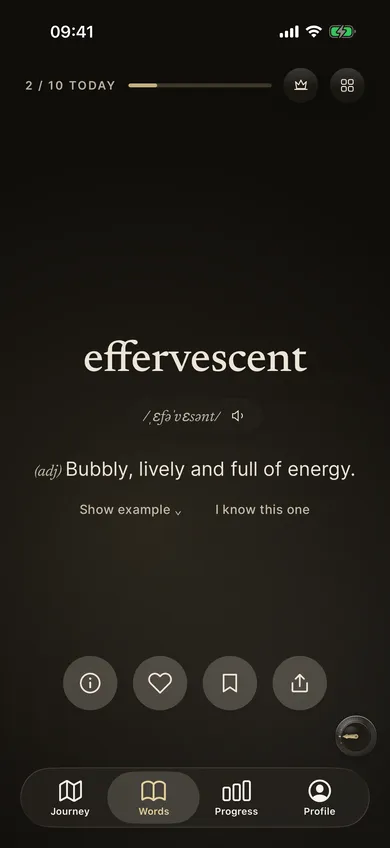 09:41
2 / 10 TODAY
effervescent
/ˌɛfəˈvɛsənt/
(adj) Bubbly, lively and full of energy.
Show example I know this one
Journey Words Progress Profile